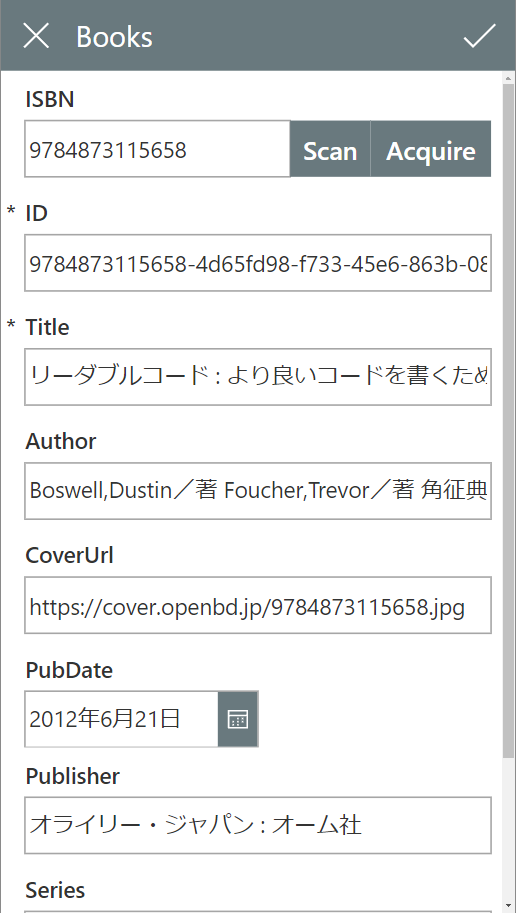 Books
ISBN
9784873115658
Scan
Acquire
* ID
9784873115658-4d65fd98-f733-45e6-863b-08
* Title
リーダブルコード : より良いコードを書くため
Author
Boswell,Dustin／著 Foucher,Trevor／著 角征典
CoverUrl
https://cover.openbd.jp/9784873115658.jpg
PubDate
2012年6月21日
Publisher
オライリー・ジャパン : オーム社
Series